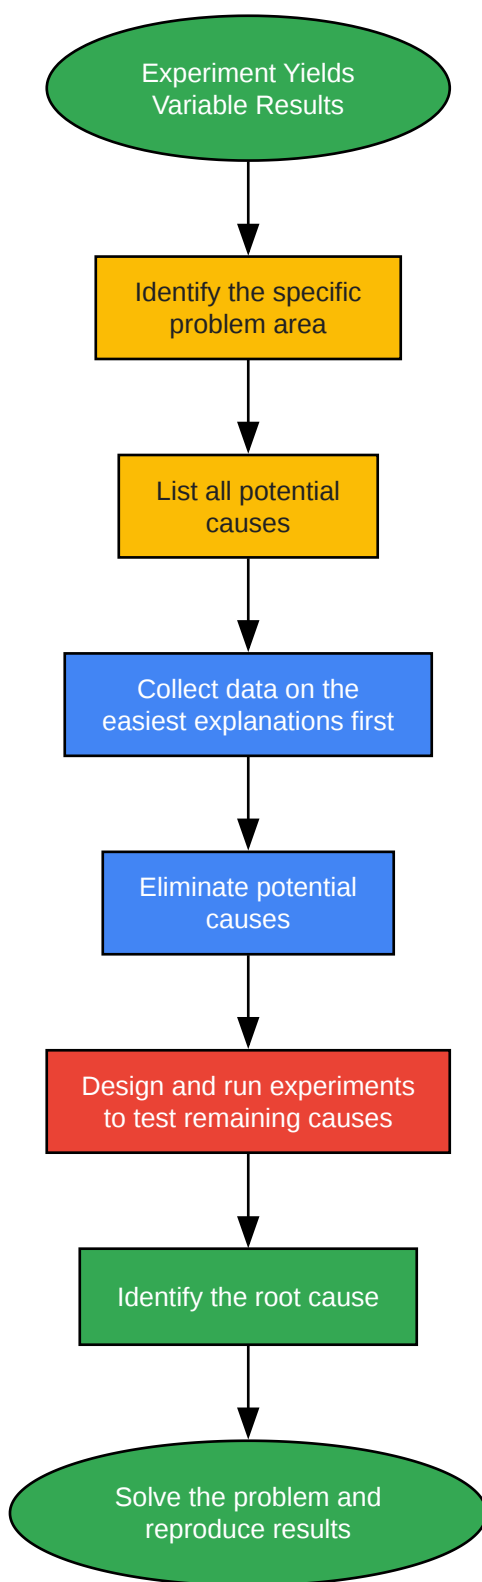 Experiment Yields
Variable Results
Identify the specific
problem area
List all potential
causes
Collect data on the
easiest explanations first
Eliminate potential
causes
Design and run experiments
to test remaining causes
Identify the root cause
Solve the problem and
reproduce results